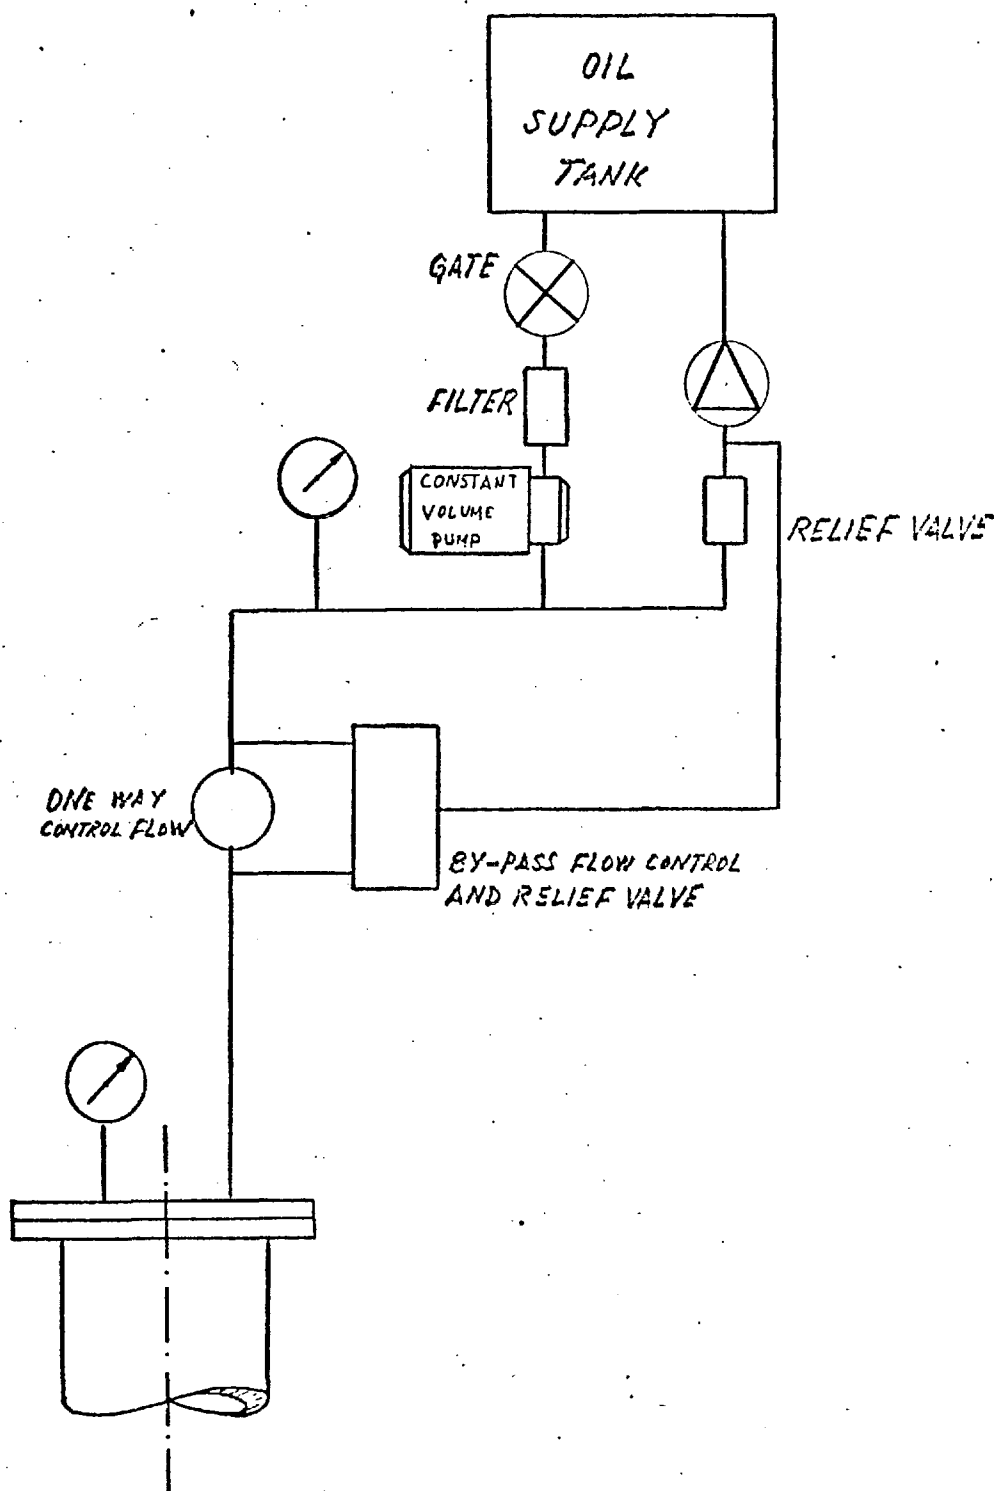 OIL
SUPPLY
TANK
GATE
FILTER
CONSTANT
VOLUME
PUMP
RELIEF VALVE
ONE WAY
CONTROL FLOW
BY-PASS FLOW CONTROL
AND RELIEF VALVE